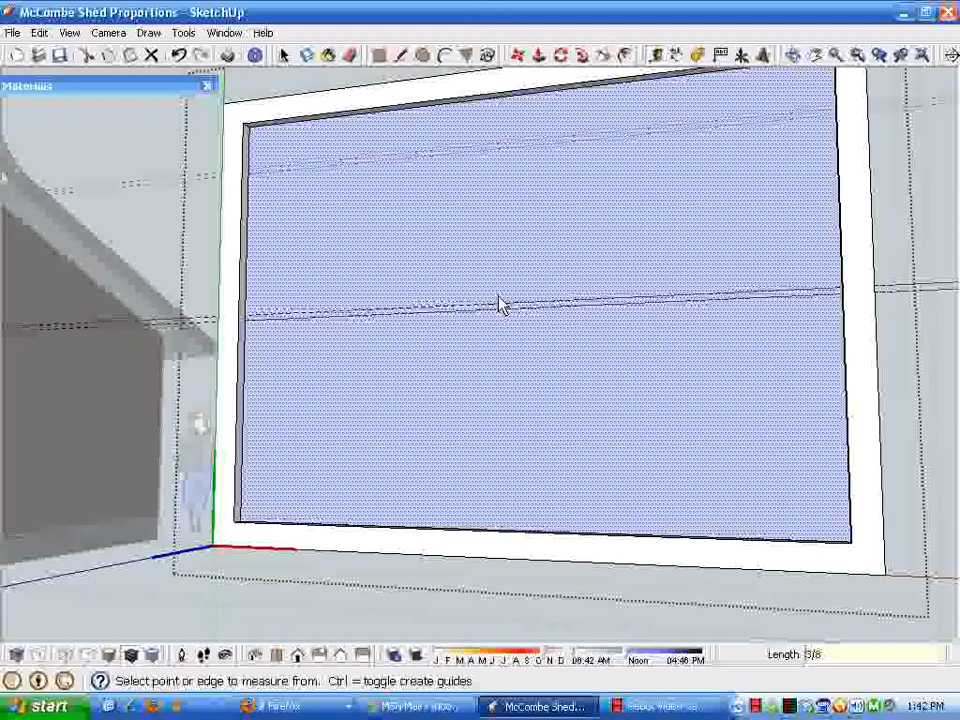 McCombe Shed Proportions - SketchUp
File Edit View Camera Draw Tools Window Help
Materials
J F M A M J J A S O N D 06:42 AM Noon 04:46 PM Length 3/8
Select point or edge to measure from. Ctrl = toggle create guides
start Firefox McCombe Shed... 1:42 PM